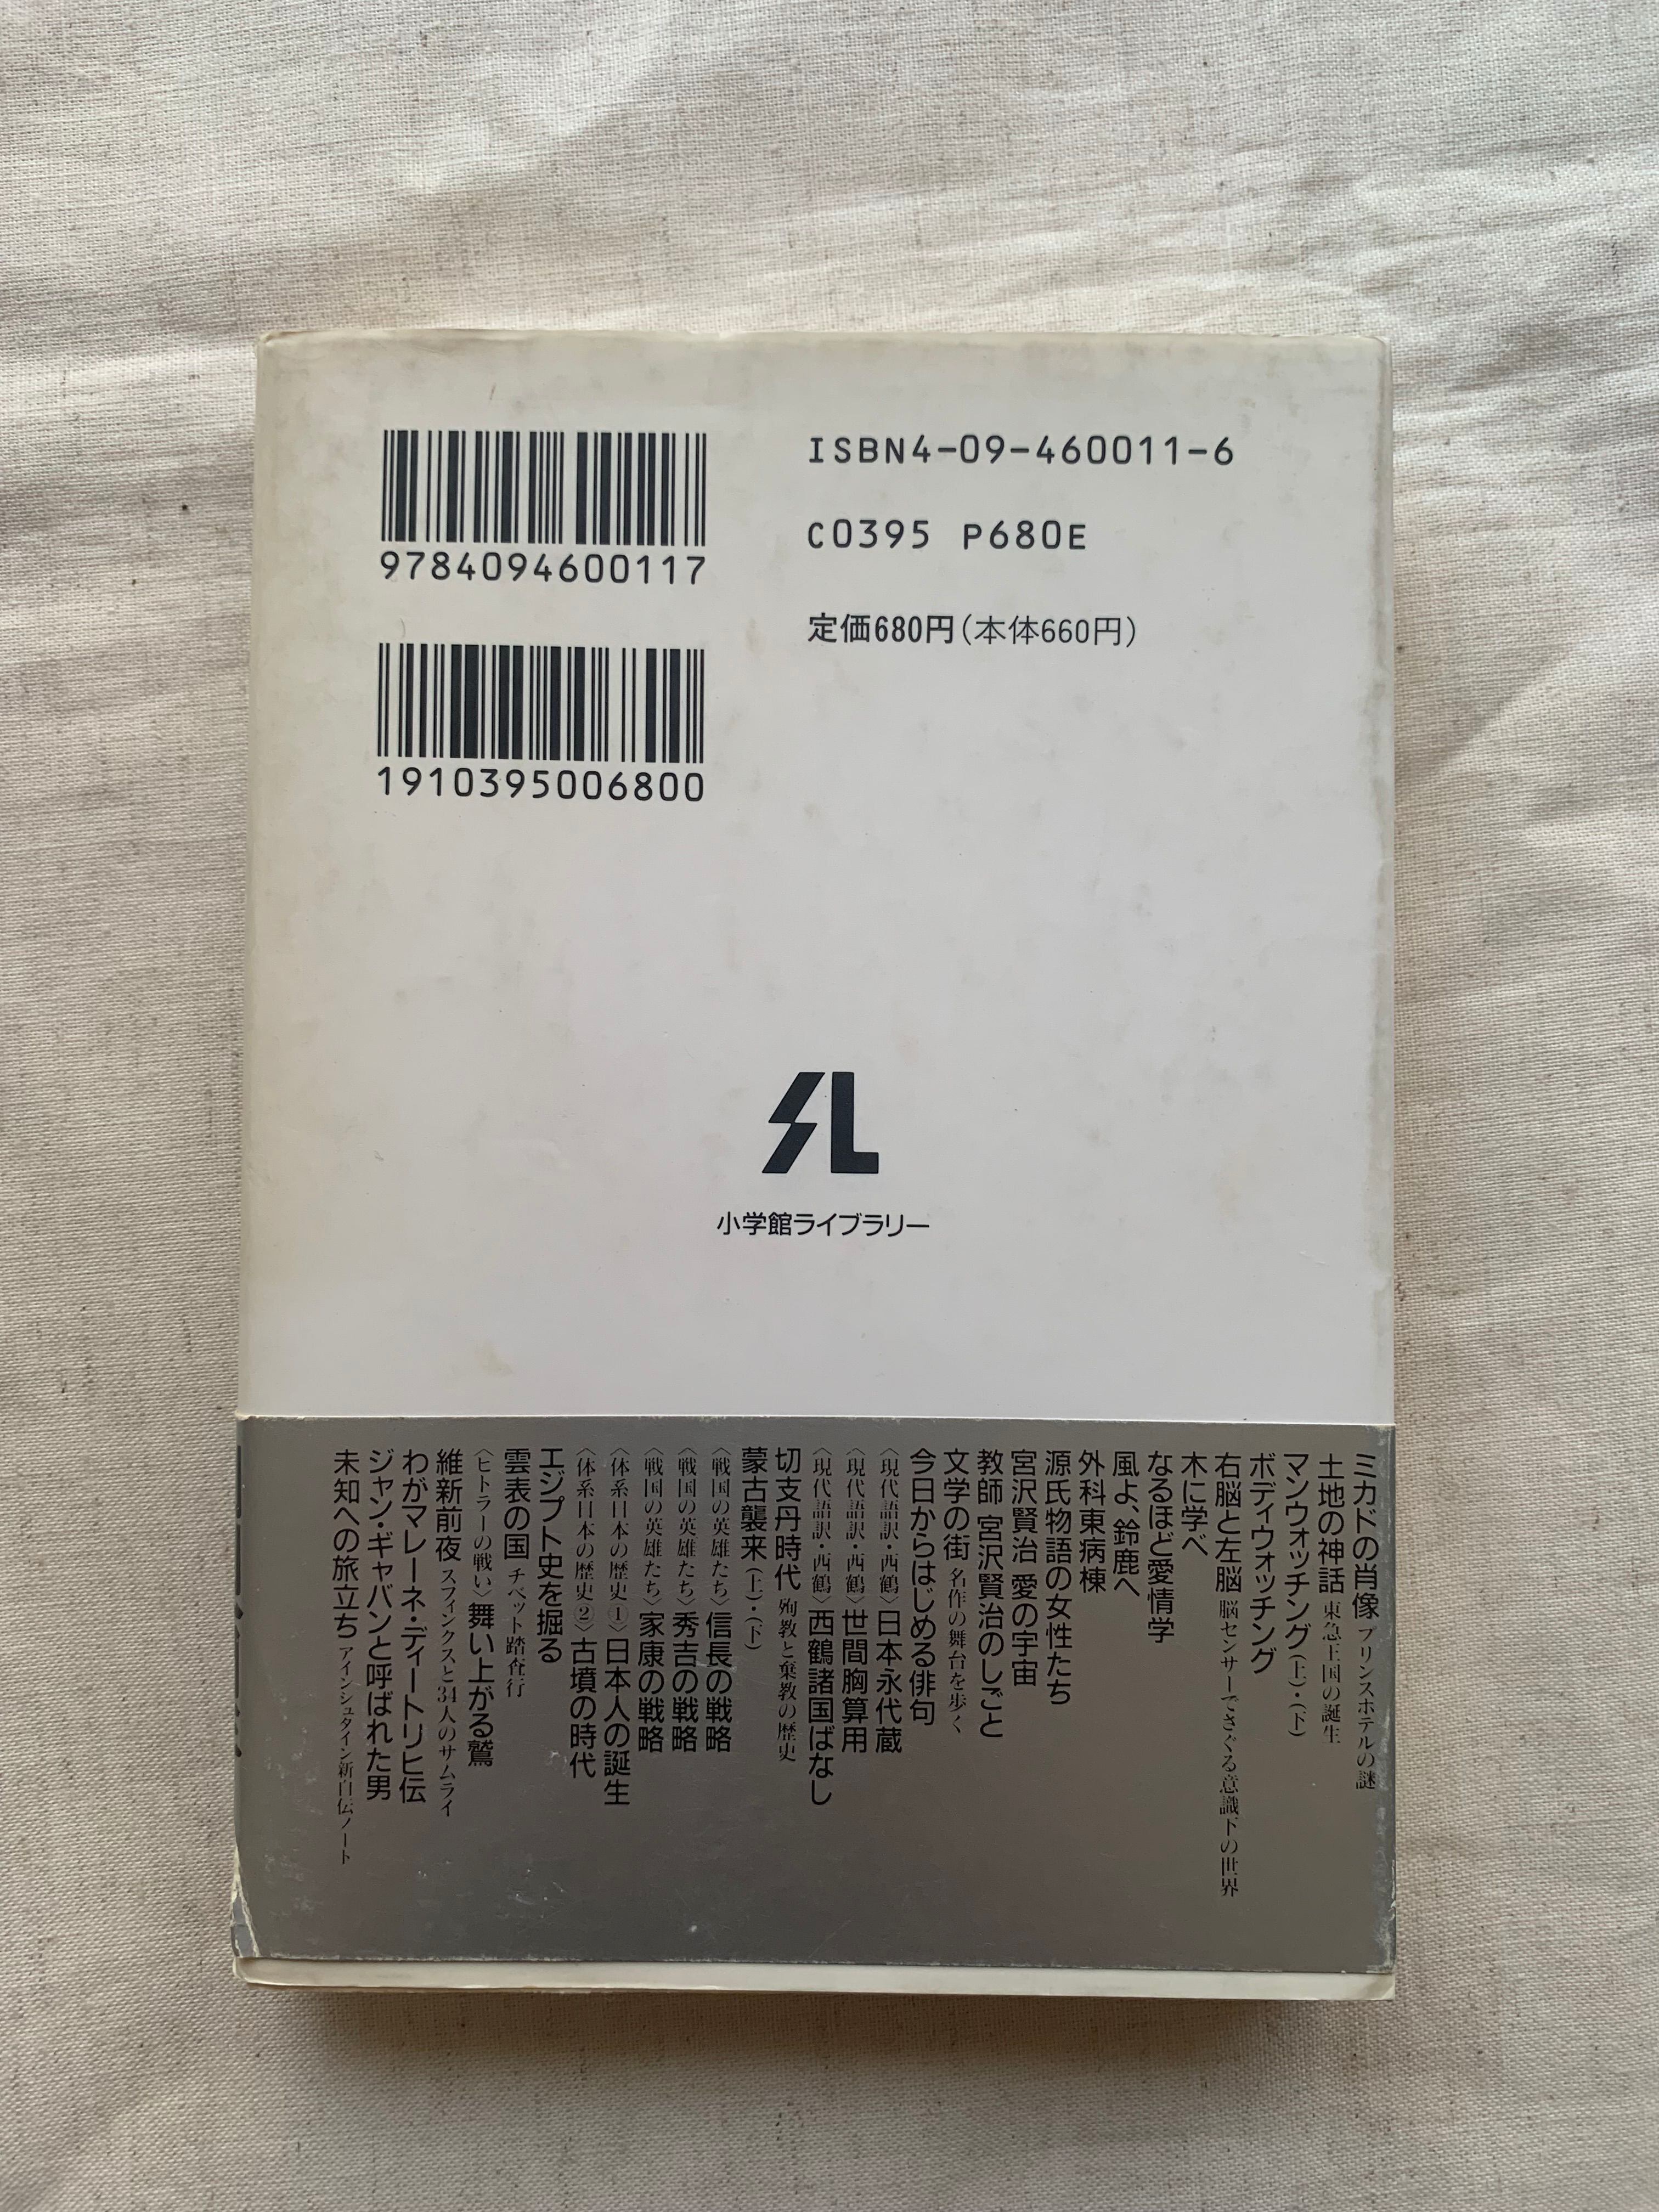 9784094600117
1910395006800
ISBN4-09-460011-6
C0395 P680E
定価680円(本体660円)
SL
小学館ライブラリー
ミカドの肖像 プリンスホテルの謎
土地の神話 東急王国の誕生
マンウォッチング(上)・(下)
ボディウォッチング
右脳と左脳 脳センサーでさぐる意識下の世界
木に学べ
なるほど愛情学
風よ、鈴鹿へ
外科東病棟
源氏物語の女性たち
宮沢賢治 愛の宇宙
教師 宮沢賢治のしごと
文学の街 名作の舞台を歩く
今日からはじめる俳句
〈現代語訳・西鶴〉日本永代蔵
〈現代語訳・西鶴〉世間胸算用
〈現代語訳・西鶴〉西鶴諸国ばなし
切支丹時代 殉教と棄教の歴史
蒙古襲来(上)・(下)
〈戦国の英雄たち〉信長の戦略
〈戦国の英雄たち〉秀吉の戦略
〈戦国の英雄たち〉家康の戦略
〈体系日本の歴史①〉日本人の誕生
〈体系日本の歴史②〉古墳の時代
エジプト史を掘る
雲表の国 チベット踏査行
〈ヒトラーの戦い〉舞い上がる鷲
維新前夜 スフィンクスと34人のサムライ
わがマレーネ・ディートリヒ伝
ジャン・ギャバンと呼ばれた男
未知への旅立ち アインシュタイン新自伝ノート